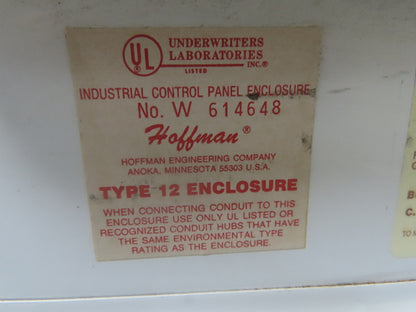 UL
UNDERWRITERS
LABORATORIES
INC.®
LISTED
INDUSTRIAL CONTROL PANEL ENCLOSURE
No. W 614648
Hoffman®
HOFFMAN ENGINEERING COMPANY
ANOKA, MINNESOTA 55303 U.S.A.
TYPE 12 ENCLOSURE
WHEN CONNECTING CONDUIT TO THIS
ENCLOSURE USE ONLY UL LISTED OR
RECOGNIZED CONDUIT HUBS THAT HAVE
THE SAME ENVIRONMENTAL TYPE
RATING AS THE ENCLOSURE.